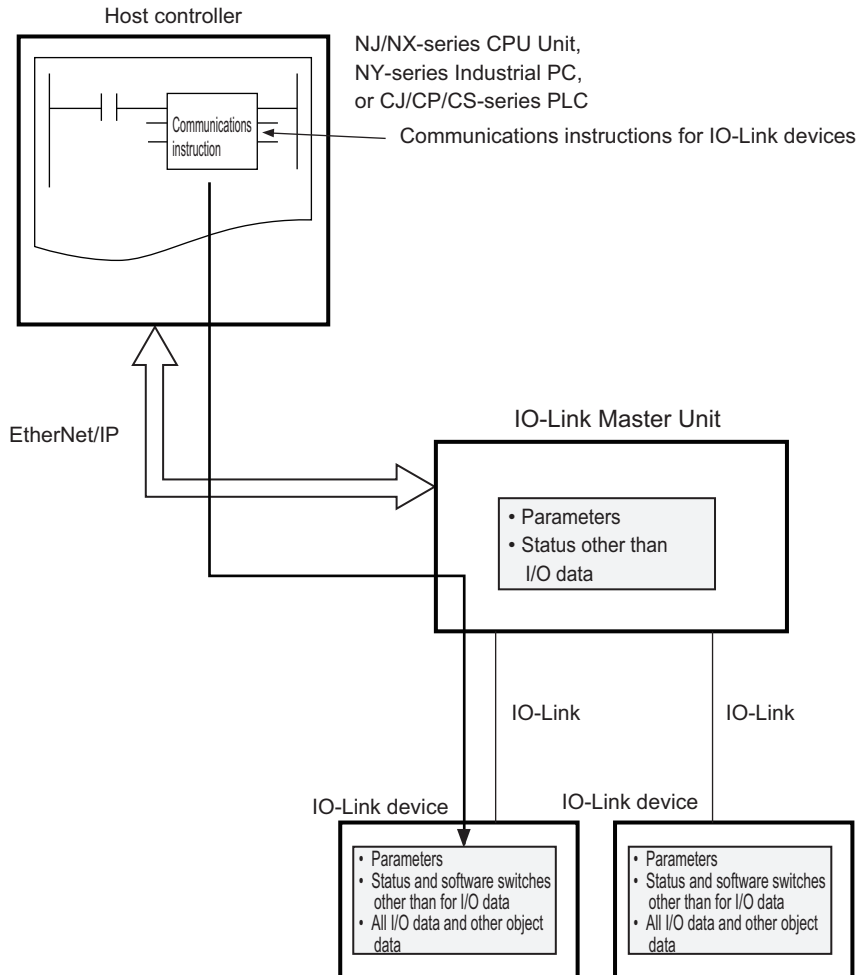 Host controller
NJ/NX-series CPU Unit,
NY-series Industrial PC,
or CJ/CP/CS-series PLC
Communications instructions for IO-Link devices
Communications
instruction
EtherNet/IP
IO-Link Master Unit
• Parameters
• Status other than
I/O data
IO-Link
IO-Link
IO-Link device
• Parameters
• Status and software switches
other than for I/O data
• All I/O data and other object
data
IO-Link device
• Parameters
• Status and software switches
other than for I/O data
• All I/O data and other object
data